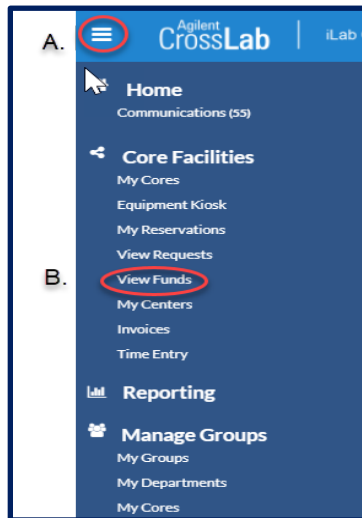 A.
Agilent
CrossLab
iLab
Home
Communications (55)
Core Facilities
My Cores
Equipment Kiosk
My Reservations
View Requests
B.
View Funds
My Centers
Invoices
Time Entry
Reporting
Manage Groups
My Groups
My Departments
My Cores